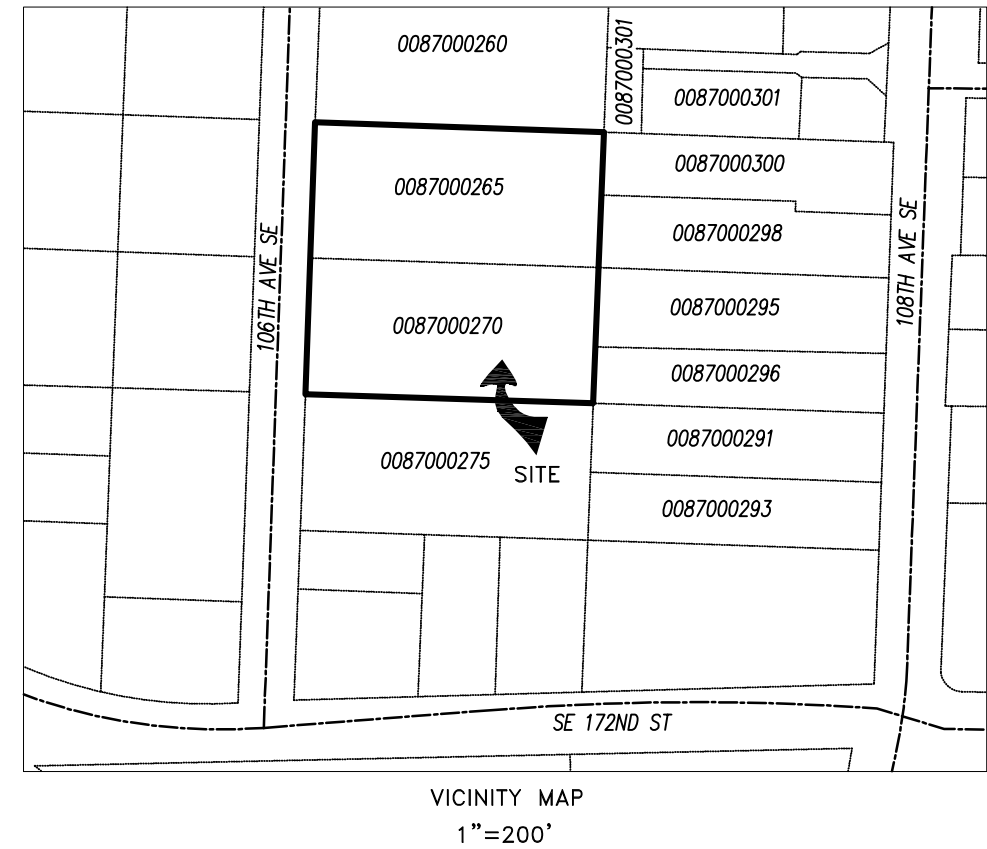 0087000260
0087000301
0087000301
0087000300
0087000265
0087000298
106TH AVE SE
108TH AVE SE
0087000295
0087000270
0087000296
0087000291
0087000275
SITE
0087000293
SE 172ND ST
VICINITY MAP
1"=200'